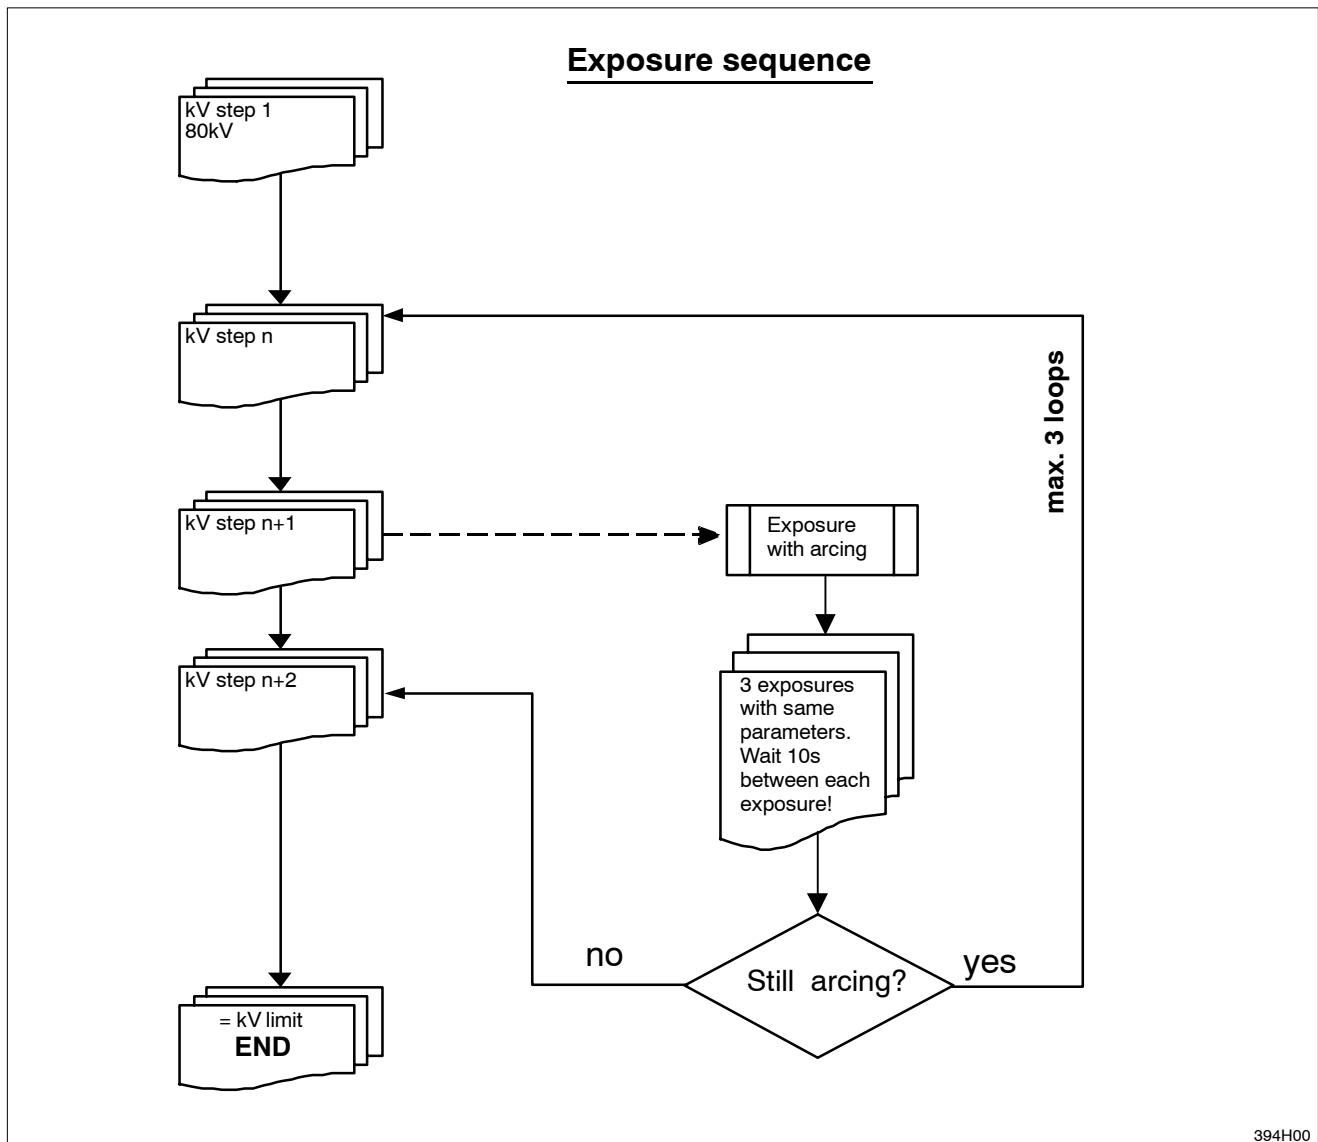 Exposure sequence
kV step 1
80kV
kV step n
max. 3 loops
kV step n+1
Exposure
with arcing
kV step n+2
3 exposures
with same
parameters.
Wait 10s
between each
exposure!
no
yes
Still arcing?
= kV limit
END
394H00